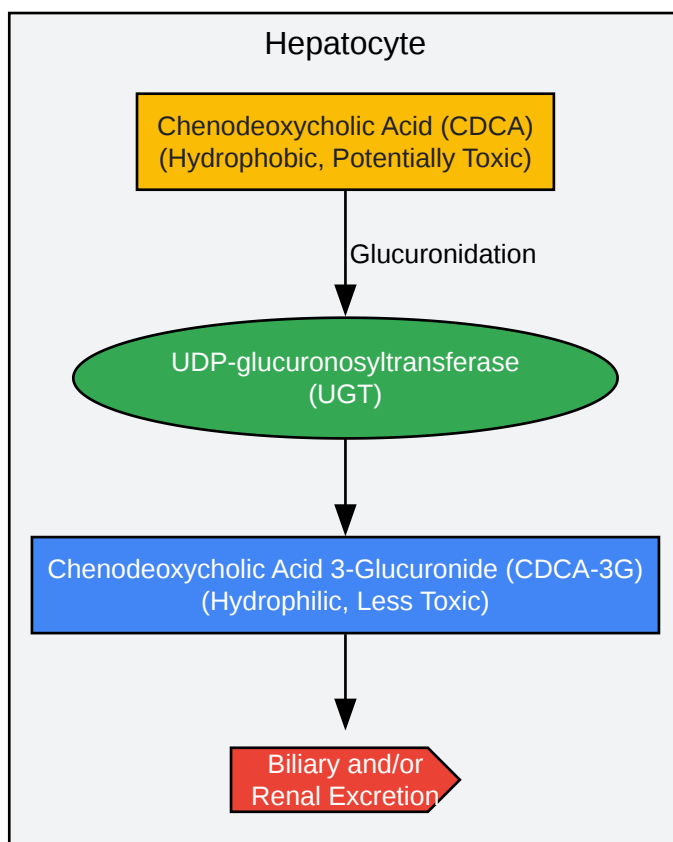 Hepatocyte
Chenodeoxycholic Acid (CDCA)
(Hydrophobic, Potentially Toxic)
Glucuronidation
UDP-glucuronosyltransferase
(UGT)
Chenodeoxycholic Acid 3-Glucuronide (CDCA-3G)
(Hydrophilic, Less Toxic)
Biliary and/or
Renal Excretion